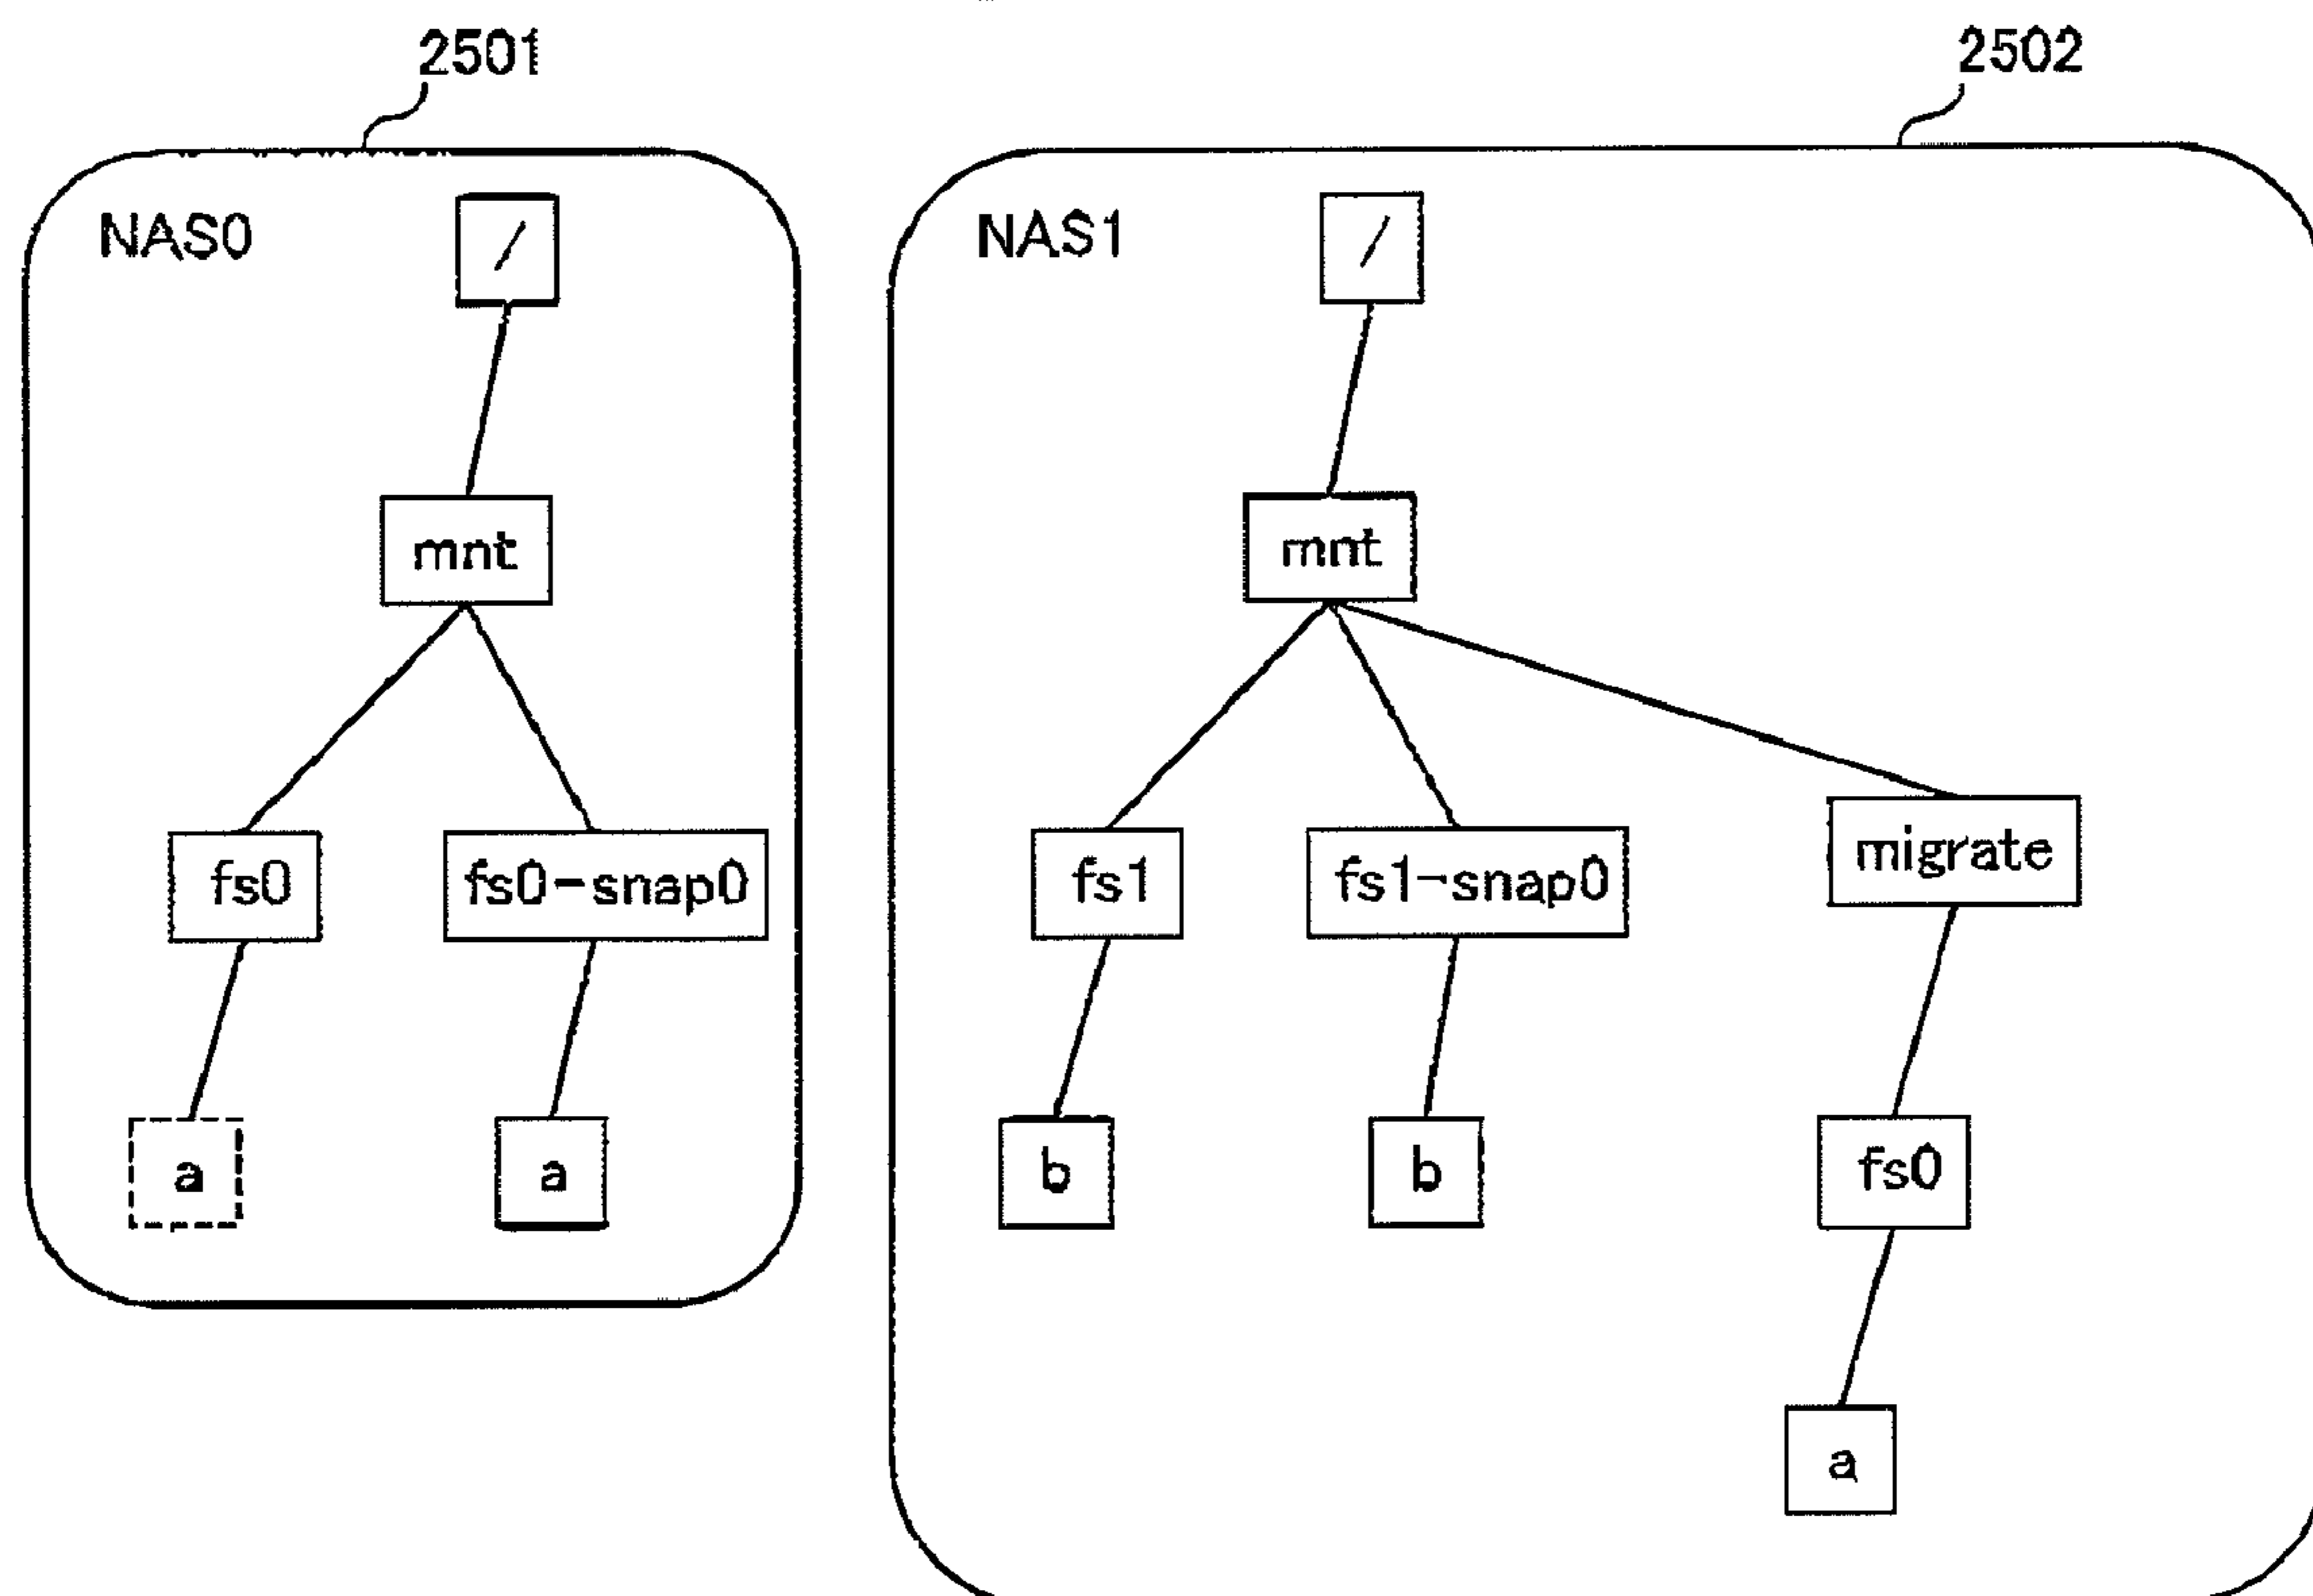 2501
2502
NAS0
/
mnt
fs0
fs0-snap0
a
a
NAS1
/
mnt
fs1
fs1-snap0
migrate
b
b
fs0
a